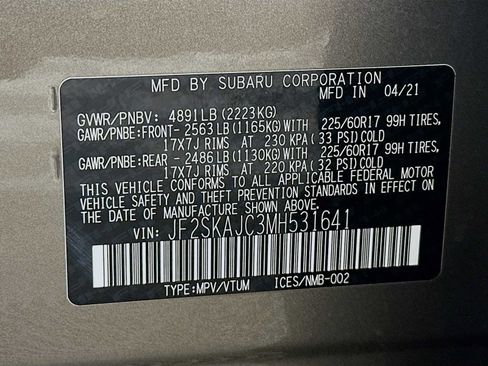 MFD BY SUBARU CORPORATION
MFD IN 04/21
GVWR/PNBV: 4891LB (2223KG)
GAWR/PNBE:FRONT- 2563LB (1165KG)WITH 225/60R17 99H TIRES,
17X7J RIMS AT 230 KPA ( 33 PSI) COLD
GAWR/PNBE:REAR - 2486LB (1130KG)WITH 225/60R17 99H TIRES,
17X7J RIMS AT 220 KPA ( 32 PSI) COLD
THIS VEHICLE CONFORMS TO ALL APPLICABLE FEDERAL MOTOR
VEHICLE SAFETY, BUMPER, AND THEFT PREVENTION STANDARDS
IN EFFECT ON THE DATE OF MANUFACTURE SHOWN ABOVE.
VIN: JF2SKAJC3MH531641
TYPE:MPV/VTUM ICES/NMB-002